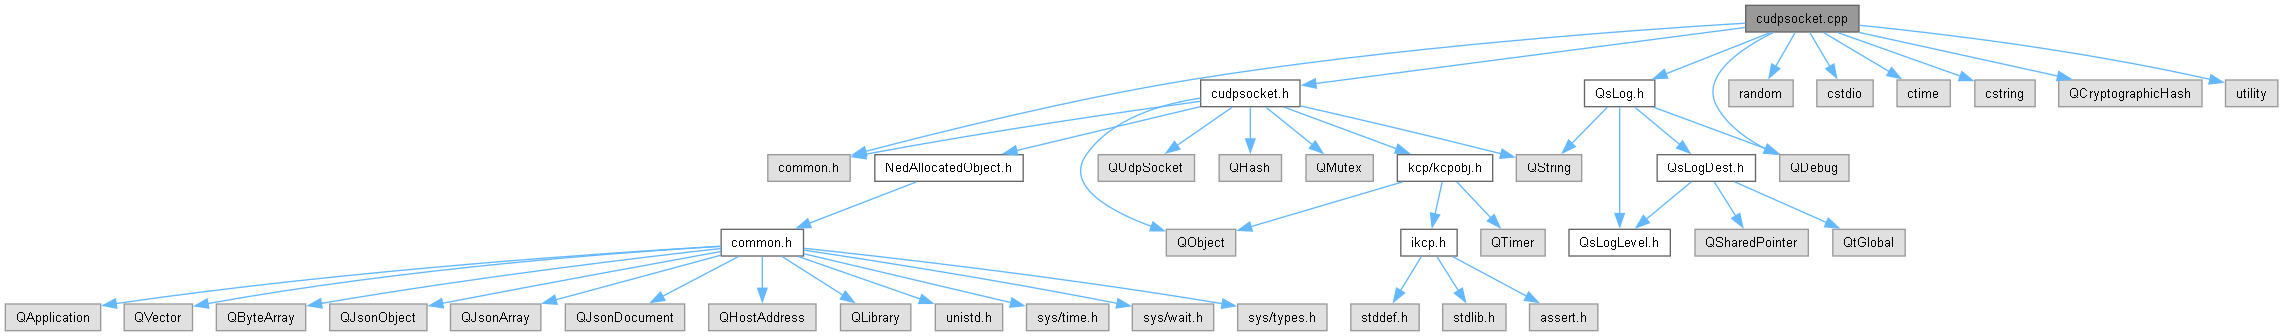 cudpsocket.cpp
cudpsocket.h
QsLog.h
random
cstdio
ctime
cstring
QCryptographicHash
utility
common.h
NedAllocatedObject.h
QUdpSocket
QHash
QMutex
kcp/kcpobj.h
QString
QsLogDest.h
QDebug
common.h
QObject
ikcp.h
QTimer
QsLogLevel.h
QSharedPointer
QtGlobal
QApplication
QVector
QByteArray
QJsonObject
QJsonArray
QJsonDocument
QHostAddress
QLibrary
unistd.h
sys/time.h
sys/wait.h
sys/types.h
stddef.h
stdlib.h
assert.h